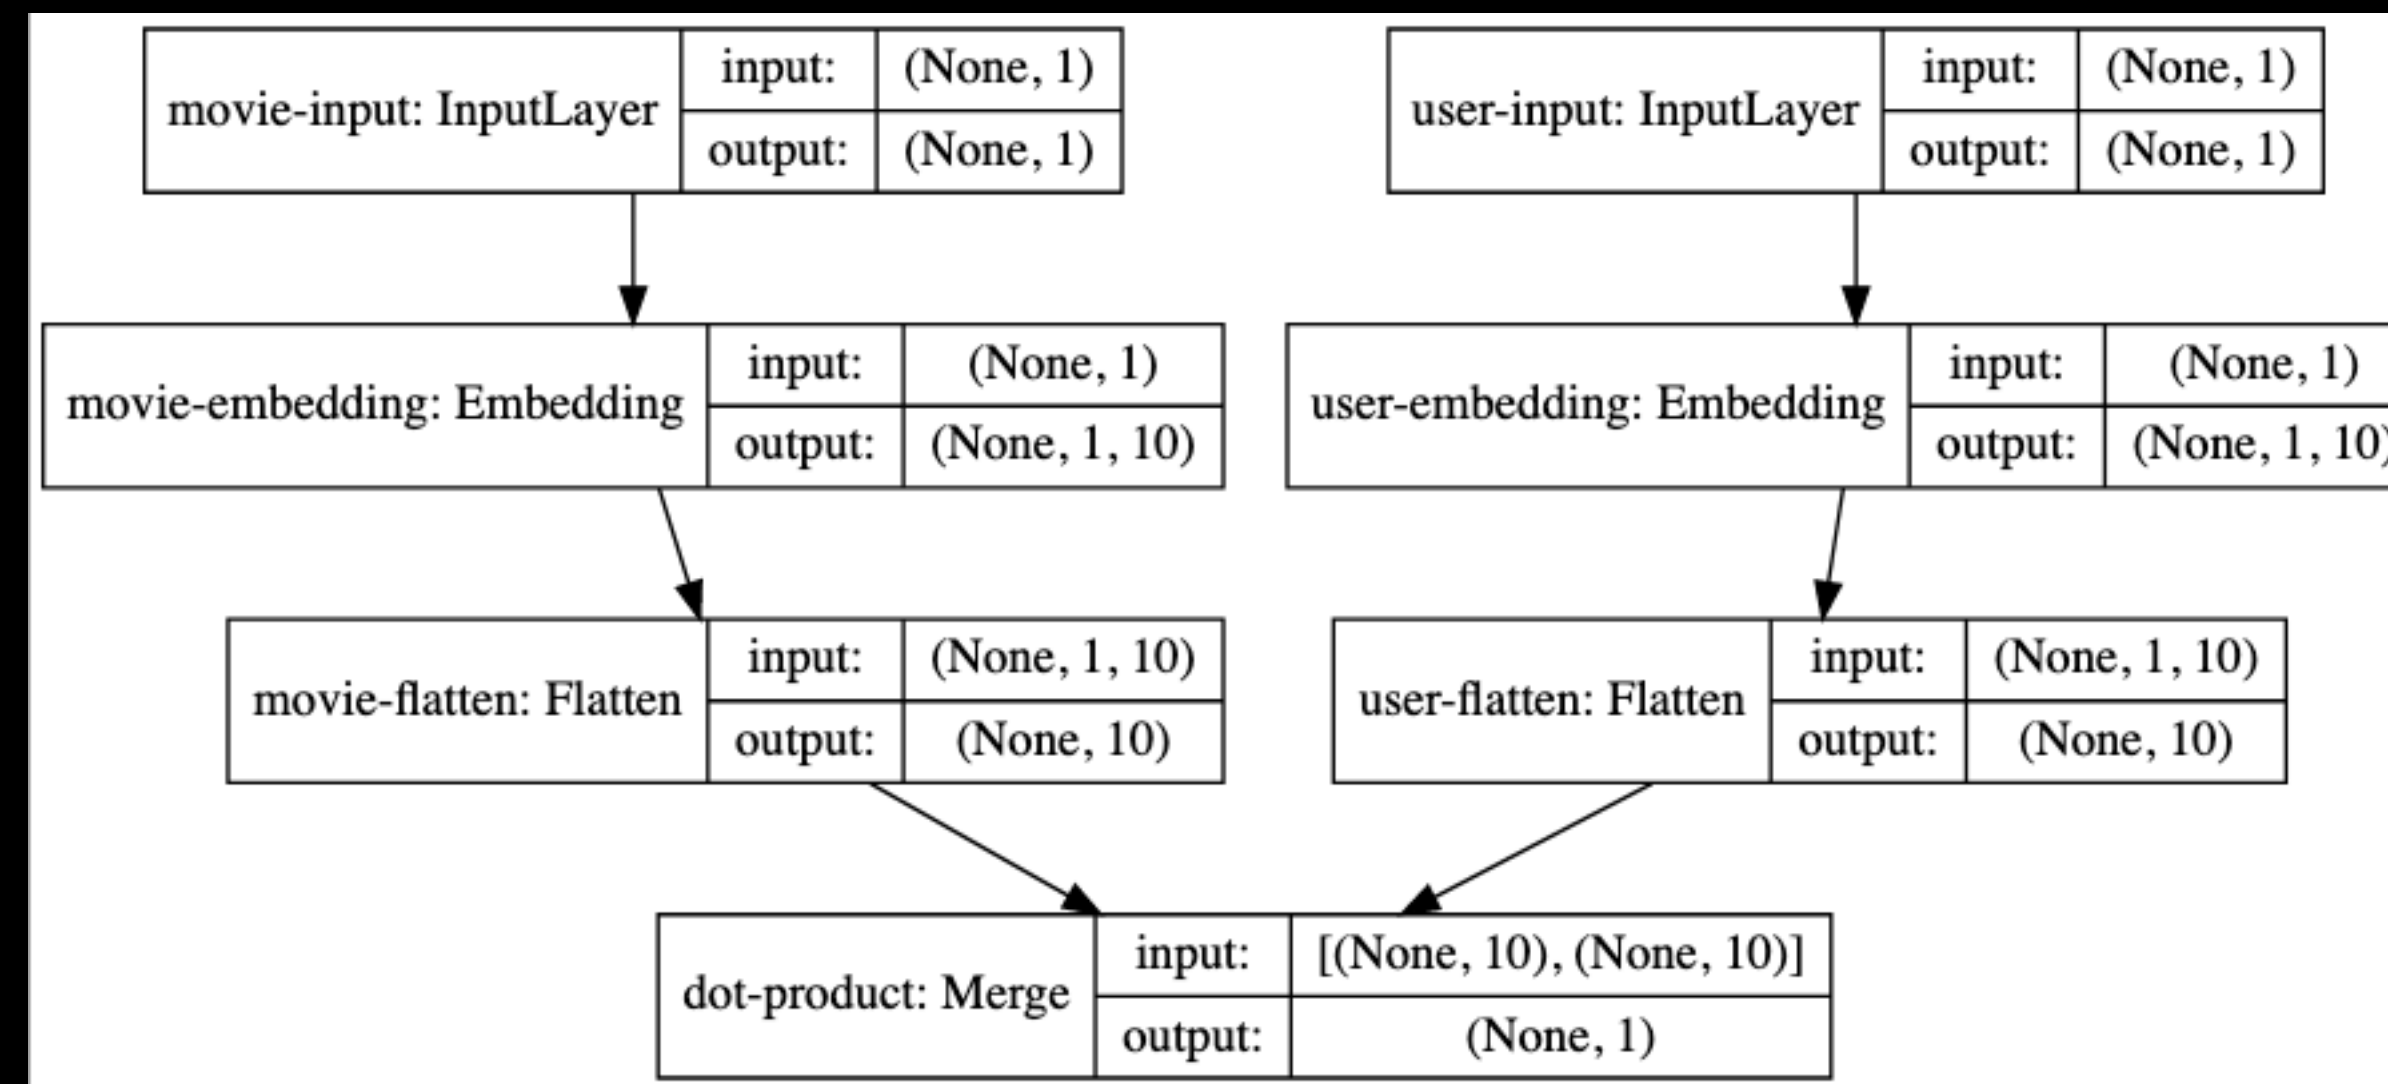 movie-input: InputLayer
input: (None, 1)
output: (None, 1)
user-input: InputLayer
input: (None, 1)
output: (None, 1)
movie-embedding: Embedding
input: (None, 1)
output: (None, 1, 10)
user-embedding: Embedding
input: (None, 1)
output: (None, 1, 10)
movie-flatten: Flatten
input: (None, 1, 10)
output: (None, 10)
user-flatten: Flatten
input: (None, 1, 10)
output: (None, 10)
dot-product: Merge
input: [(None, 10), (None, 10)]
output: (None, 1)